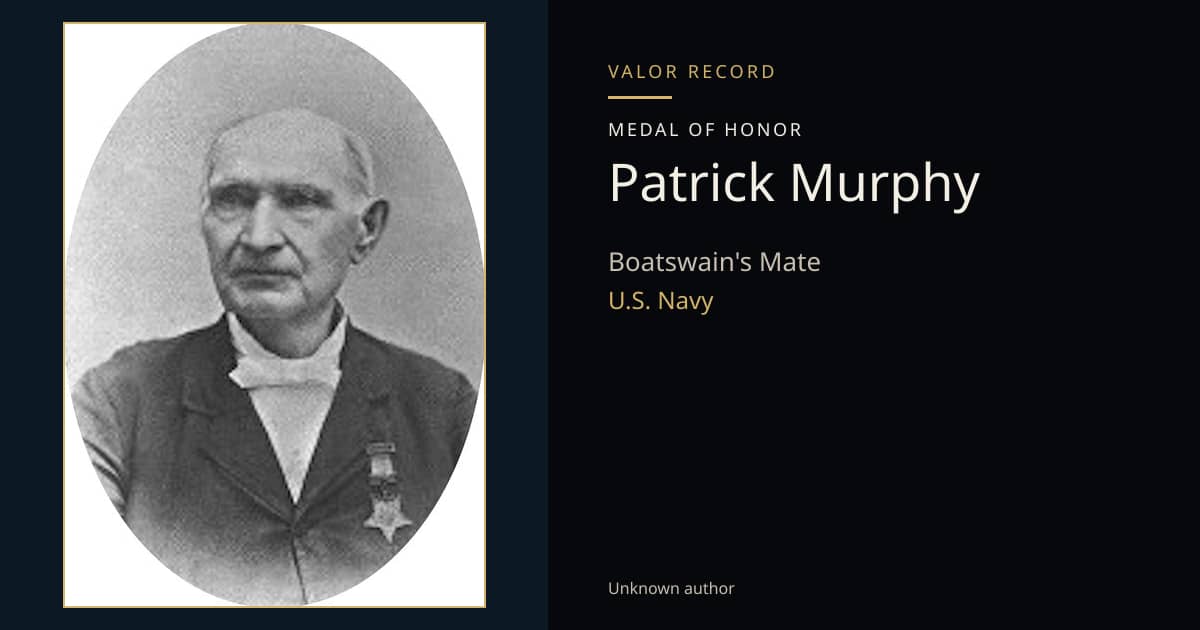 VALOR RECORD
MEDAL OF HONOR
Patrick Murphy
Boatswain's Mate
U.S. Navy
Unknown author